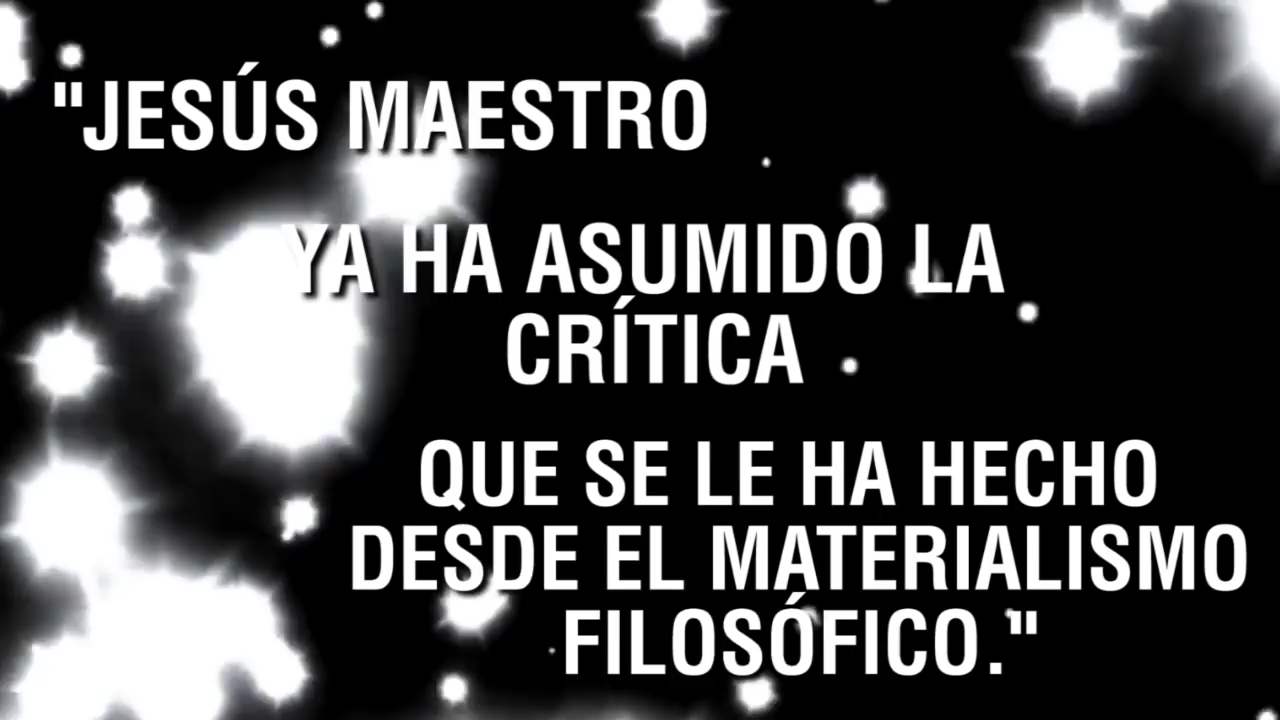 "JESÚS MAESTRO
YA HA ASUMIDO LA
CRÍTICA
QUE SE LE HA HECHO
DESDE EL MATERIALISMO
FILOSÓFICO."